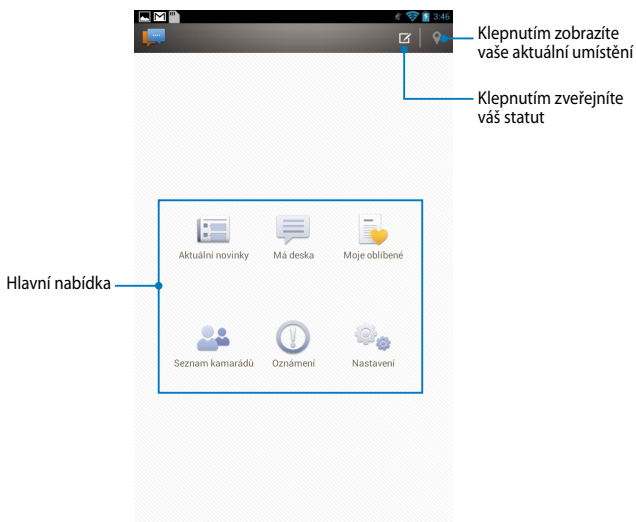 3:46
Klepnutím zobrazíte
vaše aktuální umístění
Klepnutím zveřejníte
váš statut
Aktuální novinky
Má deska
Moje oblíbené
Hlavní nabídka
Seznam kamarádů
Oznámení
Nastavení